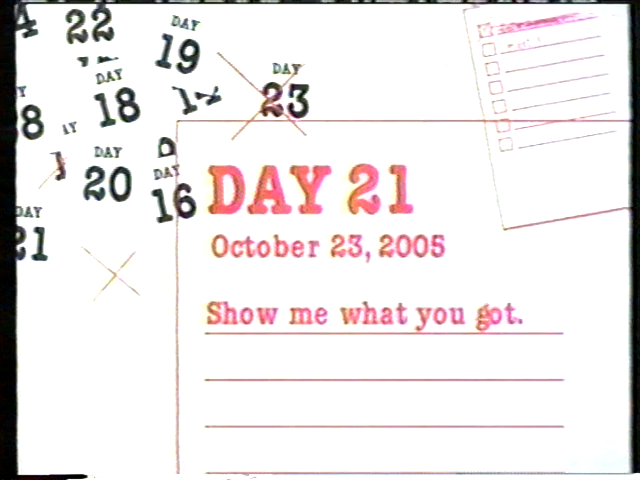 22
DAY
19
DAY
23
DAY
18
DAY
20
DAY
16
DAY
21
DAY 21
October 23, 2005
Show me what you got.